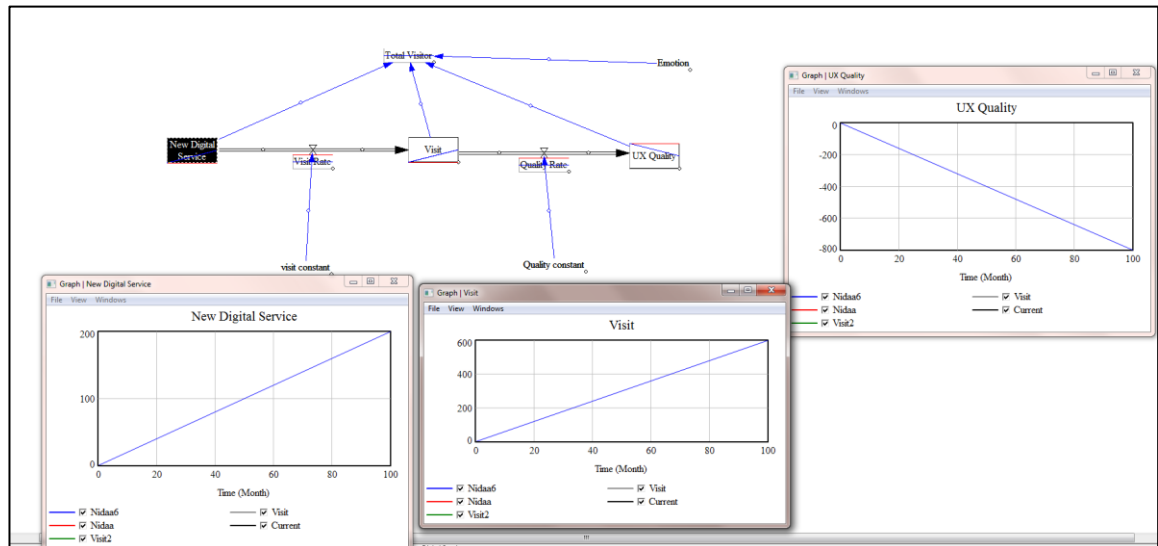 Total Visitor
Emotion
New Digital
Service
Visit Rate
Visit
Quality Rate
UX Quality
visit constant
Quality constant
Graph | UX Quality
File View Windows
UX Quality
0
-200
-400
-600
-800
0 20 40 60 80 100
Time (Month)
Nidaa6 Visit
Nidaa Current
Visit2
Graph | New Digital Service
File View Windows
New Digital Service
200
100
0
0 20 40 60 80 100
Time (Month)
Nidaa6 Visit
Nidaa Current
Visit2
Graph | Visit
File View Windows
Visit
600
400
200
0
0 20 40 60 80 100
Time (Month)
Nidaa6 Visit
Nidaa Current
Visit2